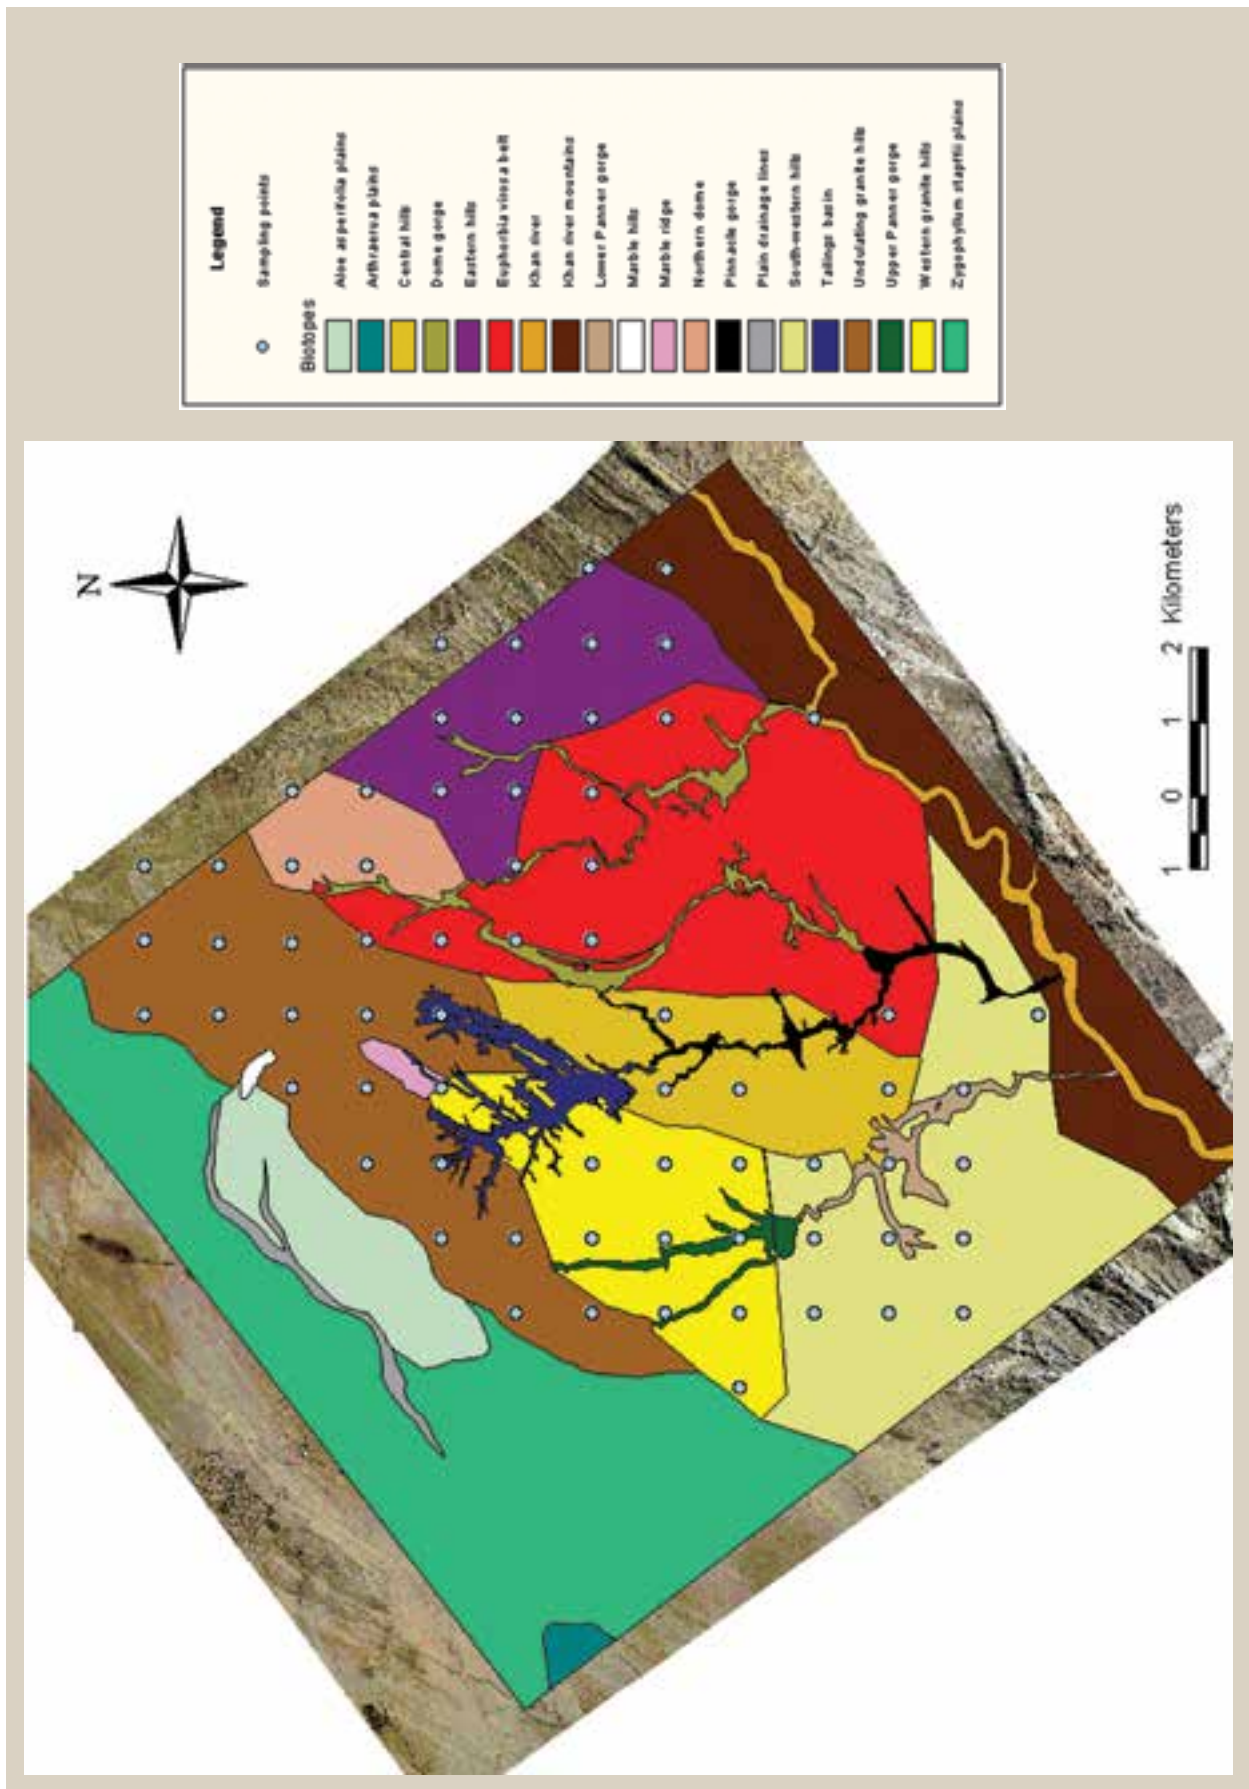 Legend
Sampling points
Biotopes
Aloe asperifolia plains
Arthraerua plains
Central hills
Dome gorge
Eastern hills
Euphorbia virosa belt
Khan river
Khan river mountains
Lower Panner gorge
Marble hills
Marble ridge
Northern dome
Pinnacle gorge
Plain drainage lines
South-western hills
Tailings basin
Undulating granite hills
Upper Panner gorge
Western granite hills
Zygophyllum stapffii plains
N
1 0 1 2 Kilometers